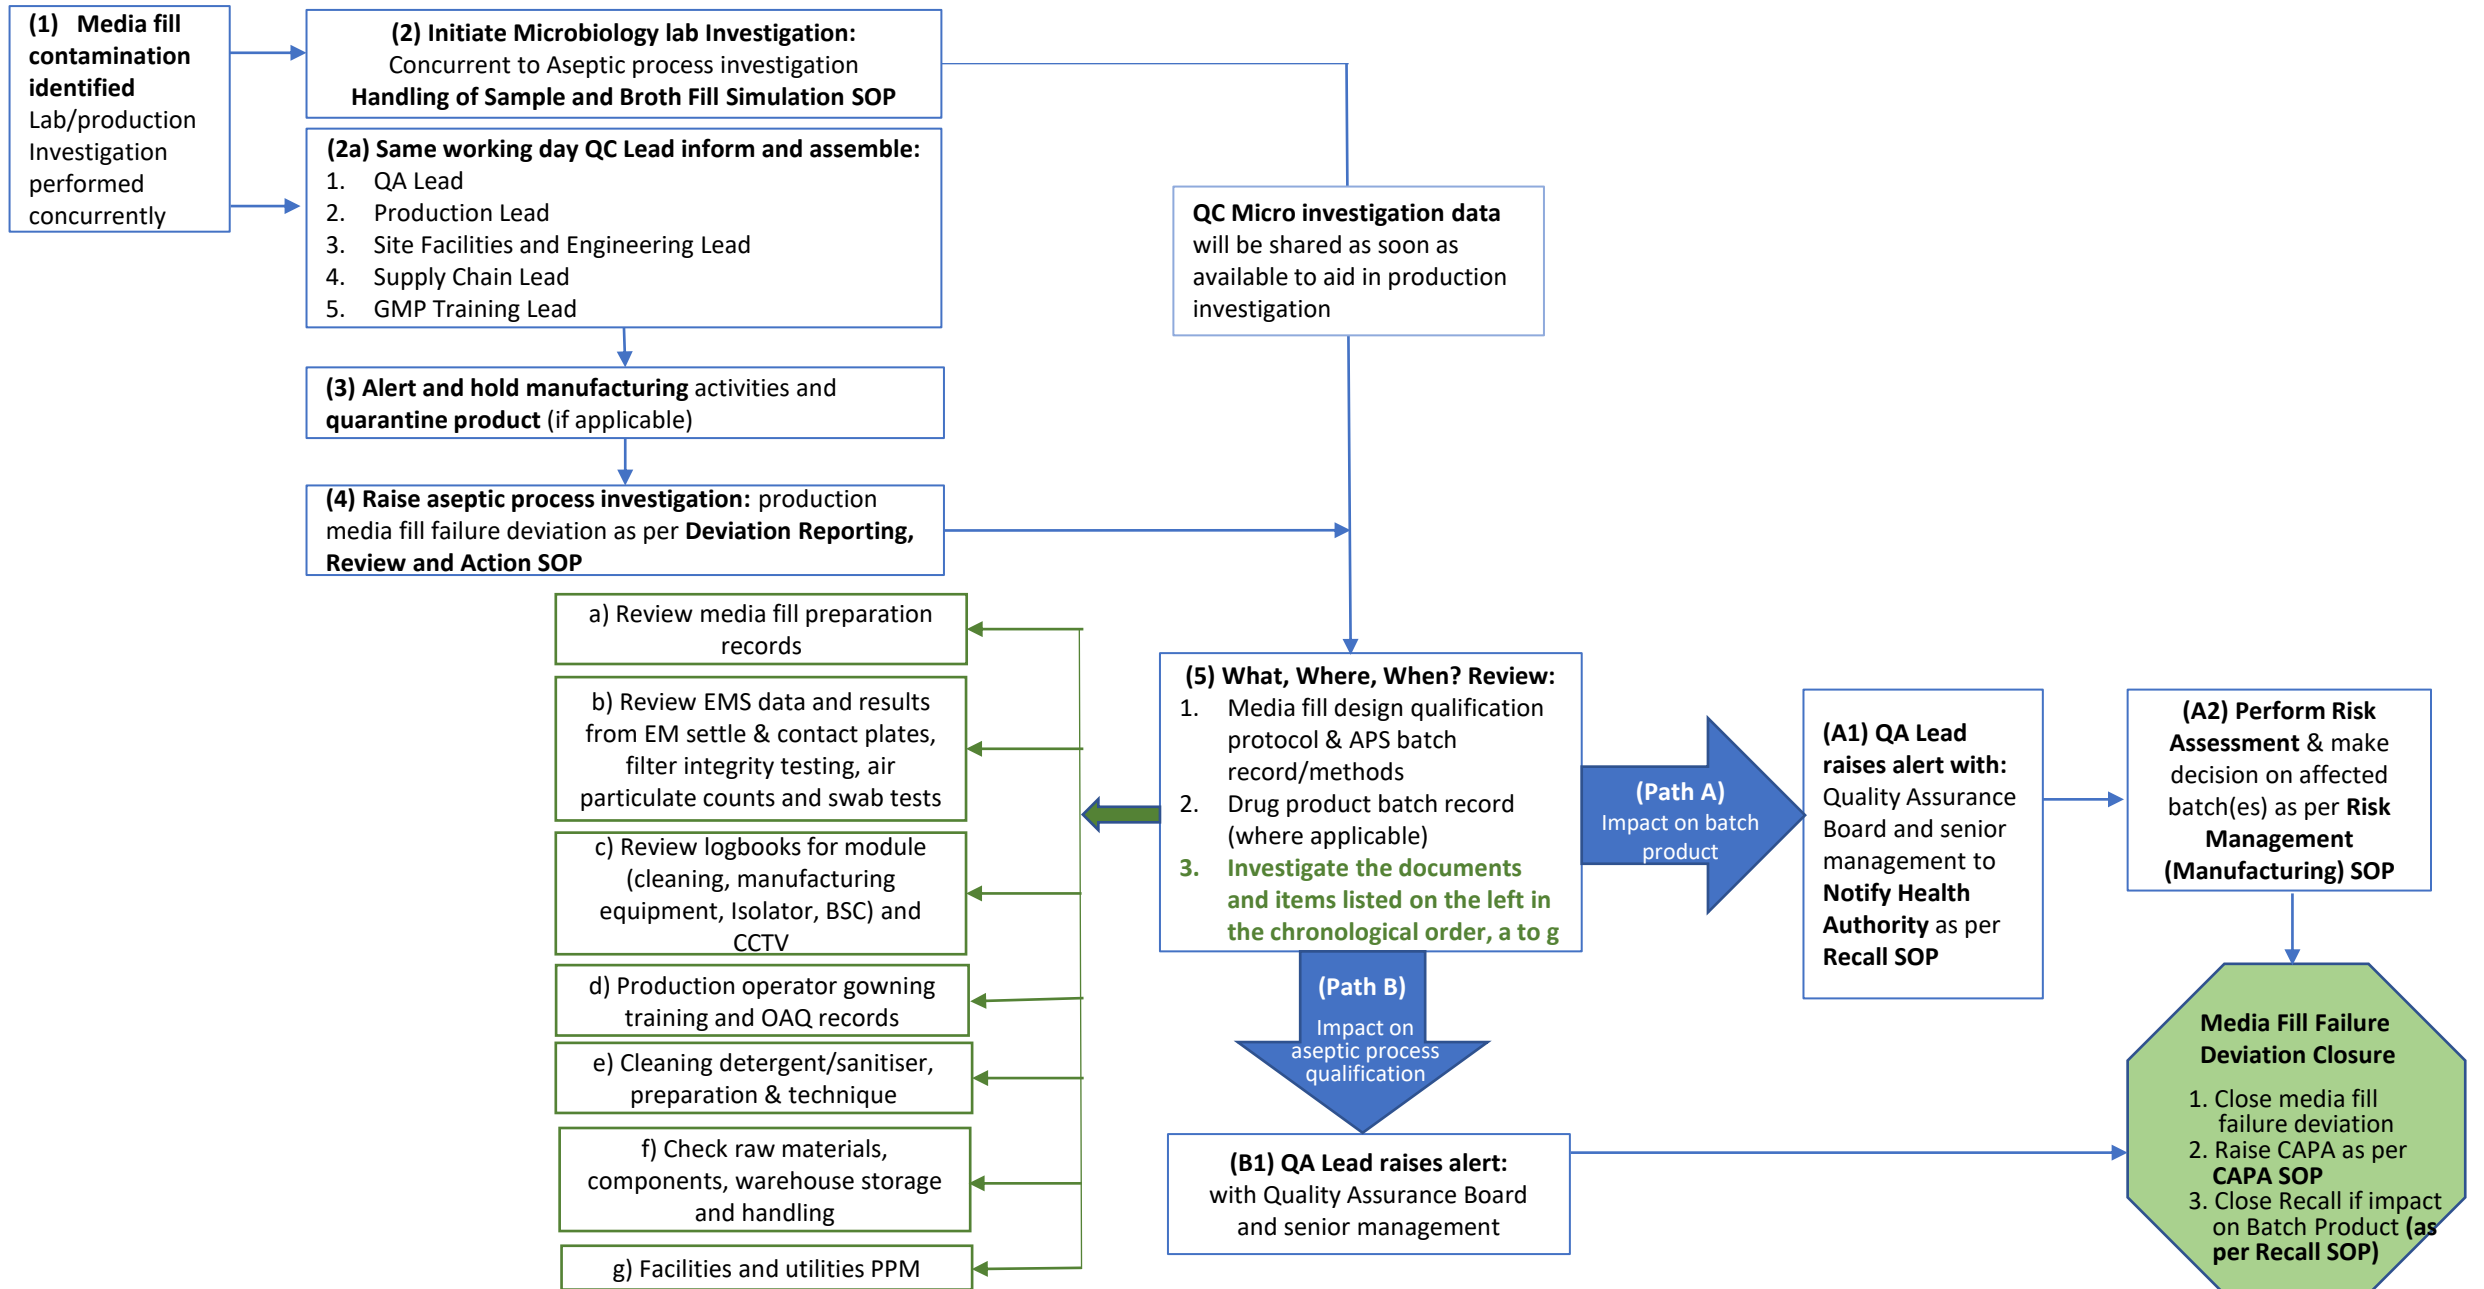 (1) Media fill
contamination
identified
Lab/production
Investigation
performed
concurrently
(2) Initiate Microbiology lab Investigation:
Concurrent to Aseptic process investigation
Handling of Sample and Broth Fill Simulation SOP
(2a) Same working day QC Lead inform and assemble:
1. QA Lead
2. Production Lead
3. Site Facilities and Engineering Lead
4. Supply Chain Lead
5. GMP Training Lead
QC Micro investigation data
will be shared as soon as
available to aid in production
investigation
(3) Alert and hold manufacturing activities and
quarantine product (if applicable)
(4) Raise aseptic process investigation: production
media fill failure deviation as per Deviation Reporting,
Review and Action SOP
a) Review media fill preparation
records
b) Review EMS data and results
from EM settle & contact plates,
filter integrity testing, air
particulate counts and swab tests
c) Review logbooks for module
(cleaning, manufacturing
equipment, Isolator, BSC) and
CCTV
d) Production operator gowning
training and OAQ records
e) Cleaning detergent/sanitiser,
preparation & technique
f) Check raw materials,
components, warehouse storage
and handling
g) Facilities and utilities PPM
(5) What, Where, When? Review:
1. Media fill design qualification
protocol & APS batch
record/methods
2. Drug product batch record
(where applicable)
3. Investigate the documents
and items listed on the left in
the chronological order, a to g
(Path A)
Impact on batch
product
(A1) QA Lead
raises alert with:
Quality Assurance
Board and senior
management to
Notify Health
Authority as per
Recall SOP
(A2) Perform Risk
Assessment & make
decision on affected
batch(es) as per Risk
Management
(Manufacturing) SOP
(Path B)
Impact on
aseptic process
qualification
(B1) QA Lead raises alert:
with Quality Assurance Board
and senior management
Media Fill Failure
Deviation Closure
1. Close media fill
failure deviation
2. Raise CAPA as per
CAPA SOP
3. Close Recall if impact
on Batch Product (as
per Recall SOP)